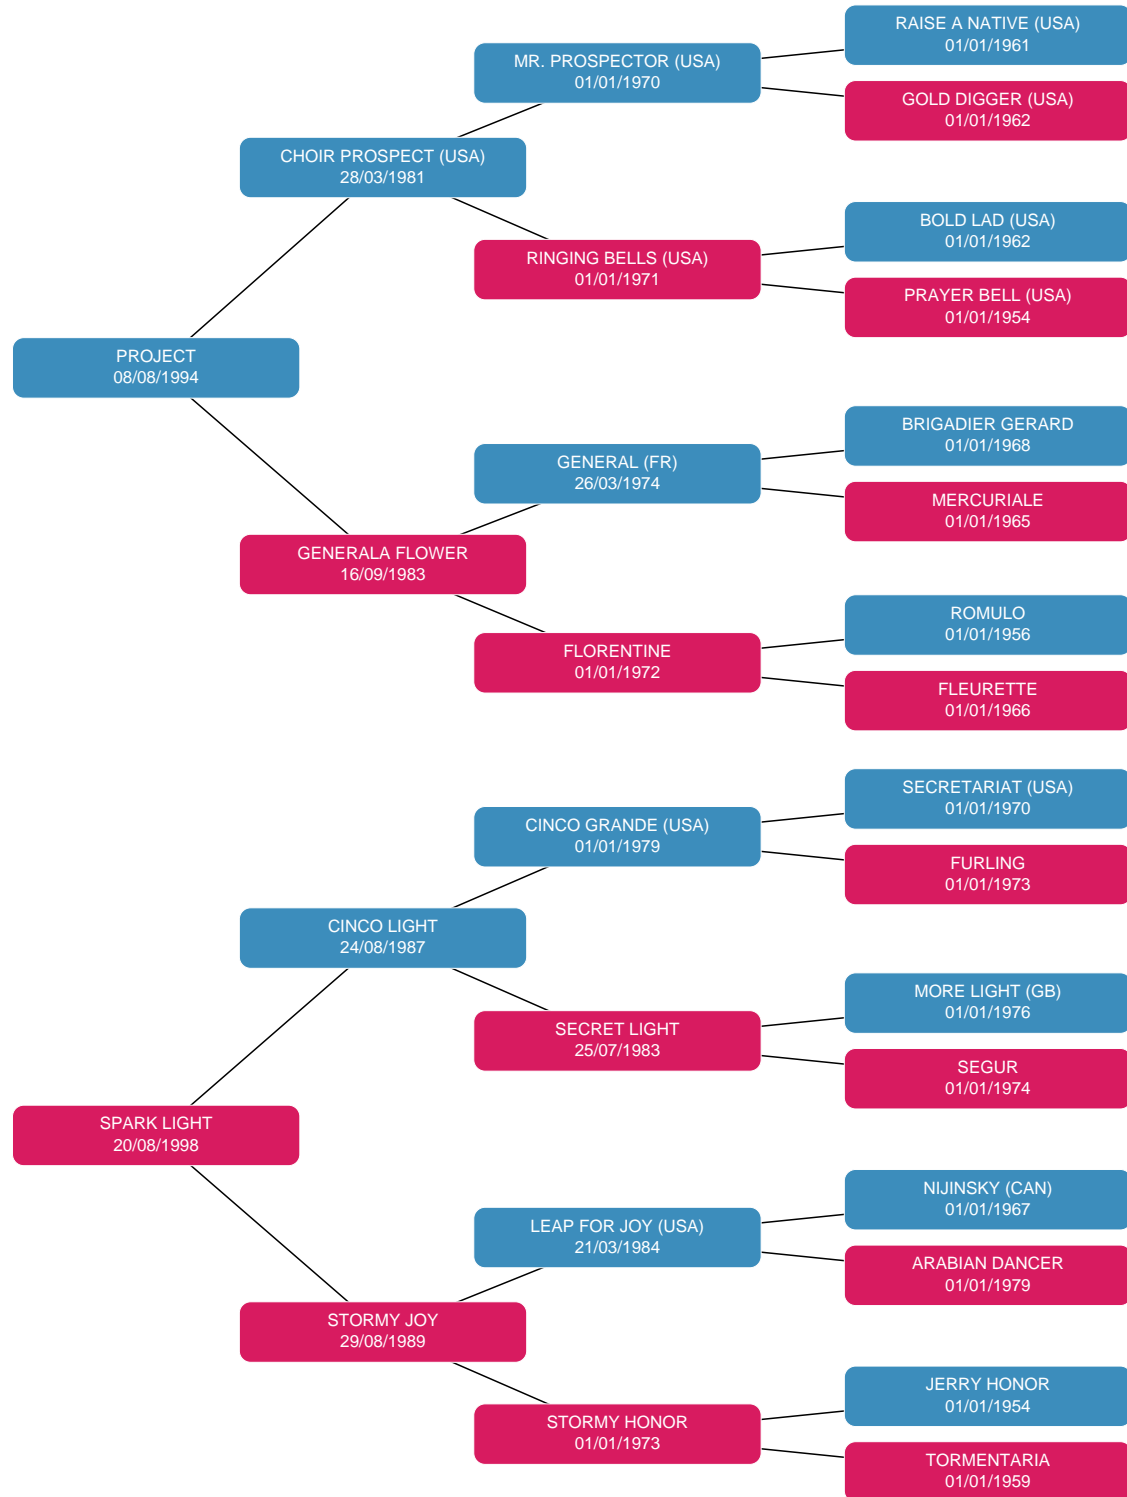 RAISE A NATIVE (USA)
01/01/1961
MR. PROSPECTOR (USA)
01/01/1970
GOLD DIGGER (USA)
01/01/1962
CHOIR PROSPECT (USA)
28/03/1981
BOLD LAD (USA)
01/01/1962
RINGING BELLS (USA)
01/01/1971
PRAYER BELL (USA)
01/01/1954
PROJECT
08/08/1994
BRIGADIER GERARD
01/01/1968
GENERAL (FR)
26/03/1974
MERCURIALE
01/01/1965
GENERALA FLOWER
16/09/1983
ROMULO
01/01/1956
FLORENTINE
01/01/1972
FLEURETTE
01/01/1966
SECRETARIAT (USA)
01/01/1970
CINCO GRANDE (USA)
01/01/1979
FURLING
01/01/1973
CINCO LIGHT
24/08/1987
MORE LIGHT (GB)
01/01/1976
SECRET LIGHT
25/07/1983
SEGUR
01/01/1974
SPARK LIGHT
20/08/1998
NIJINSKY (CAN)
01/01/1967
LEAP FOR JOY (USA)
21/03/1984
ARABIAN DANCER
01/01/1979
STORMY JOY
29/08/1989
JERRY HONOR
01/01/1954
STORMY HONOR
01/01/1973
TORMENTARIA
01/01/1959